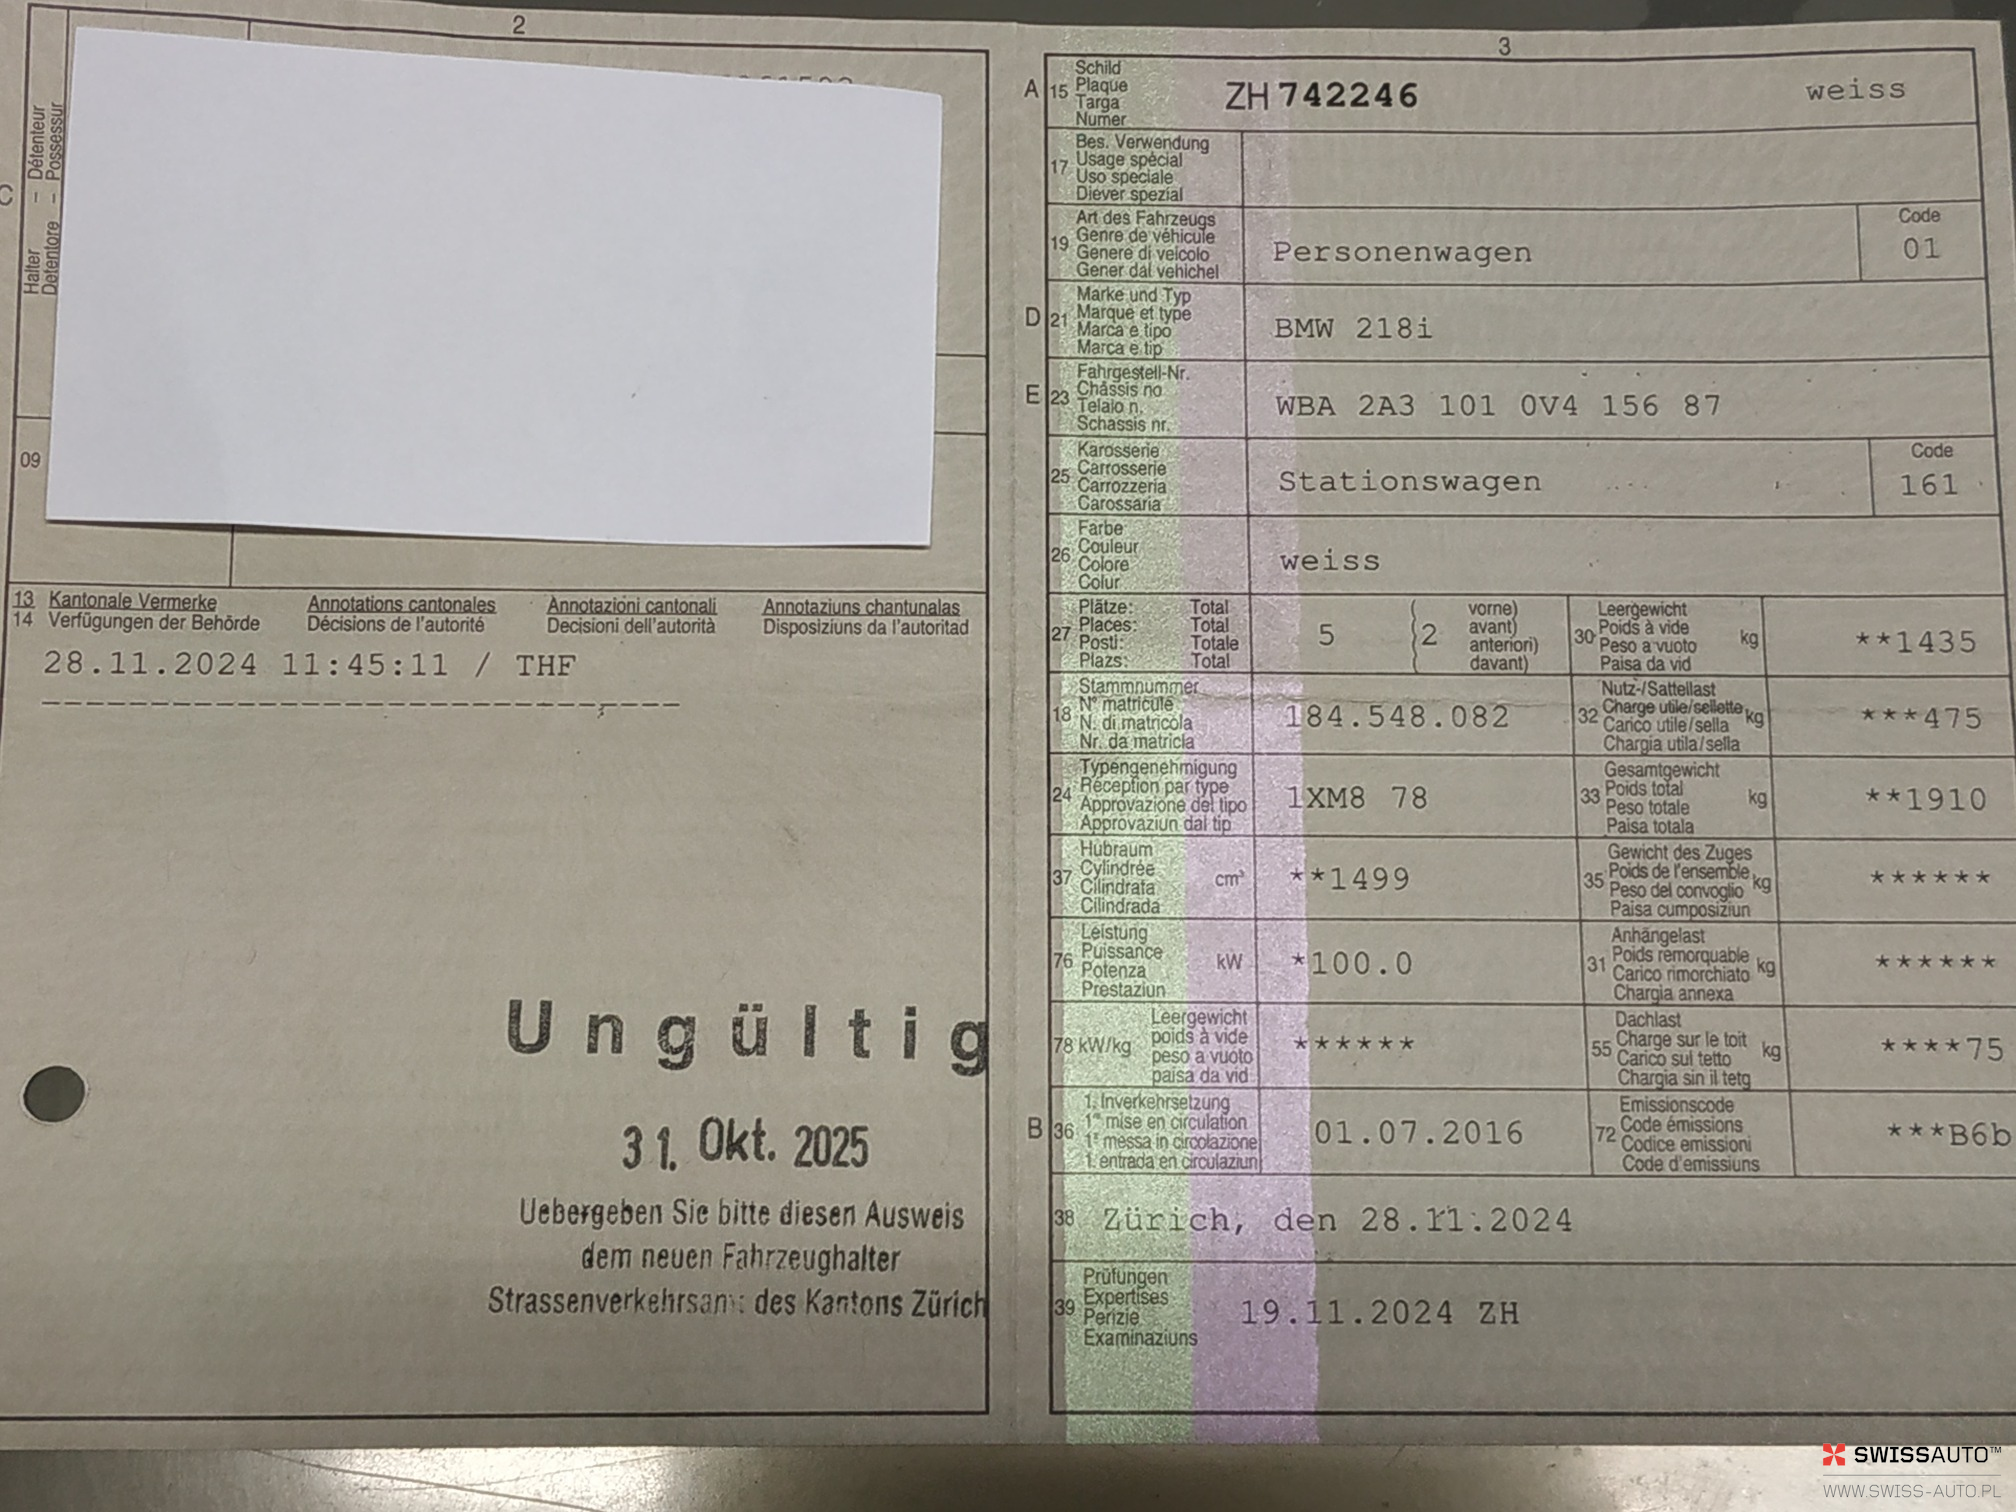 2
Halter – Détenteur
Detentore – Possessur
C
09
13 Kantonale Vermerke Annotations cantonales Annotazioni cantonali Annotaziuns chantunalas
14 Verfügungen der Behörde Décisions de l'autorité Decisioni dell'autorità Disposiziuns da l'autoritad
28.11.2024 11:45:11 / THF
Ungültig
31. Okt. 2025
Uebergeben Sie bitte diesen Ausweis
dem neuen Fahrzeughalter
Strassenverkehrsamt des Kantons Zürich
3
A 15 Schild
Plaque
Targa
Numer
ZH 742246 weiss
17 Bes. Verwendung
Usage spécial
Uso speciale
Diever spezial
19 Art des Fahrzeugs
Genre de véhicule
Genere di veicolo
Gener dal vehichel
Personenwagen
Code
01
D 21 Marke und Typ
Marque et type
Marca e tipo
Marca e tip
BMW 218i
E 23 Fahrgestell-Nr.
Châssis no
Telaio n.
Schassis nr.
WBA 2A3 101 0V4 156 87
25 Karosserie
Carrosserie
Carrozzeria
Carossaria
Stationswagen
Code
161
26 Farbe
Couleur
Colore
Colur
weiss
27 Plätze: Total
Places: Total
Posti: Totale
Plazs: Total
5 (2 vorne)
avant)
anteriori)
davant)
30 Leergewicht
Poids à vide
Peso a vuoto
Paisa da vid
kg
**1435
18 Stammnummer
N° matricule
N. di matricola
Nr. da matricla
184.548.082
32 Nutz-/Sattellast
Charge utile/sellette
Carico utile/sella
Chargia utila/sella
kg
***475
24 Typengenehmigung
Réception par type
Approvazione del tipo
Approvaziun dal tip
1XM8 78
33 Gesamtgewicht
Poids total
Peso totale
Paisa totala
kg
**1910
37 Hubraum
Cylindrée
Cilindrata
Cilindrada
cm³
**1499
35 Gewicht des Zuges
Poids de l'ensemble
Peso del convoglio
Paisa cumposiziun
kg
******
76 Leistung
Puissance
Potenza
Prestaziun
kW
*100.0
31 Anhängelast
Poids remorquable
Carico rimorchiato
Chargia annexa
kg
******
78 kW/kg Leergewicht
poids à vide
peso a vuoto
paisa da vid
******
55 Dachlast
Charge sur le toit
Carico sul tetto
Chargia sin il tetg
kg
****75
B 36 1. Inverkehrsetzung
1re mise en circulation
1a messa in circolazione
1. entrada en circulaziun
01.07.2016
72 Emissionscode
Code émissions
Codice emissioni
Code d'emissiuns
***B6b
38 Zürich, den 28.11.2024
39 Prüfungen
Expertises
Perizie
Examinaziuns
19.11.2024 ZH
SWISSAUTO™
WWW.SWISS-AUTO.PL